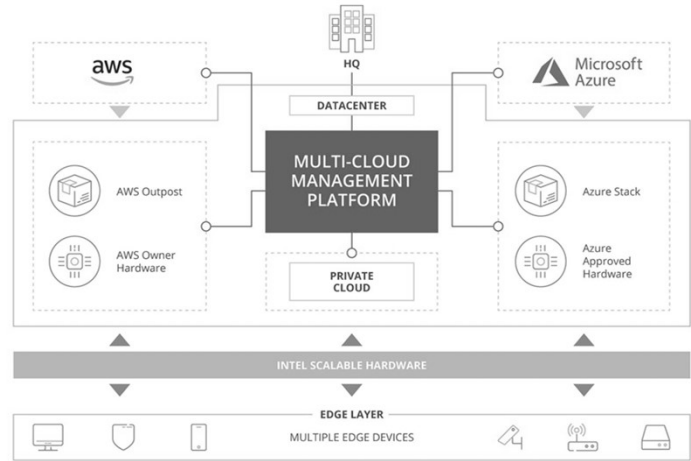 HQ
aws
Microsoft
Azure
DATACENTER
MULTI-CLOUD
MANAGEMENT
PLATFORM
AWS Outpost
Azure Stack
AWS Owner
Hardware
Azure
Approved
Hardware
PRIVATE
CLOUD
INTEL SCALABLE HARDWARE
EDGE LAYER
MULTIPLE EDGE DEVICES